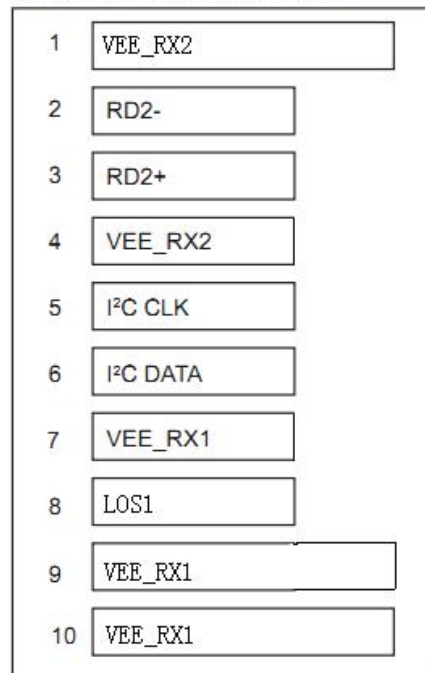 1 VEE_RX2
2 RD2-
3 RD2+
4 VEE_RX2
5 I²C CLK
6 I²C DATA
7 VEE_RX1
8 LOS1
9 VEE_RX1
10 VEE_RX1